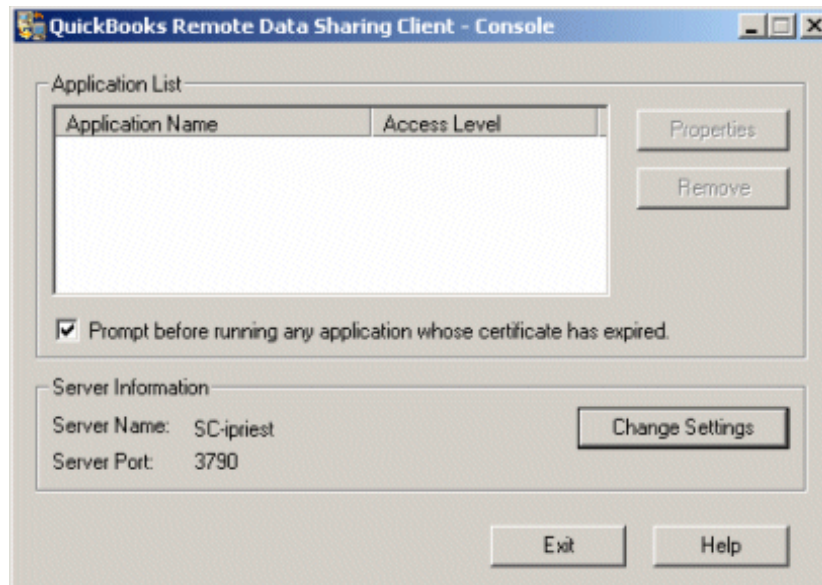 QuickBooks Remote Data Sharing Client - Console
Application List
Application Name Access Level
Properties
Remove
Prompt before running any application whose certificate has expired.
Server Information
Server Name: SC-ipriest
Change Settings
Server Port: 3790
Exit Help